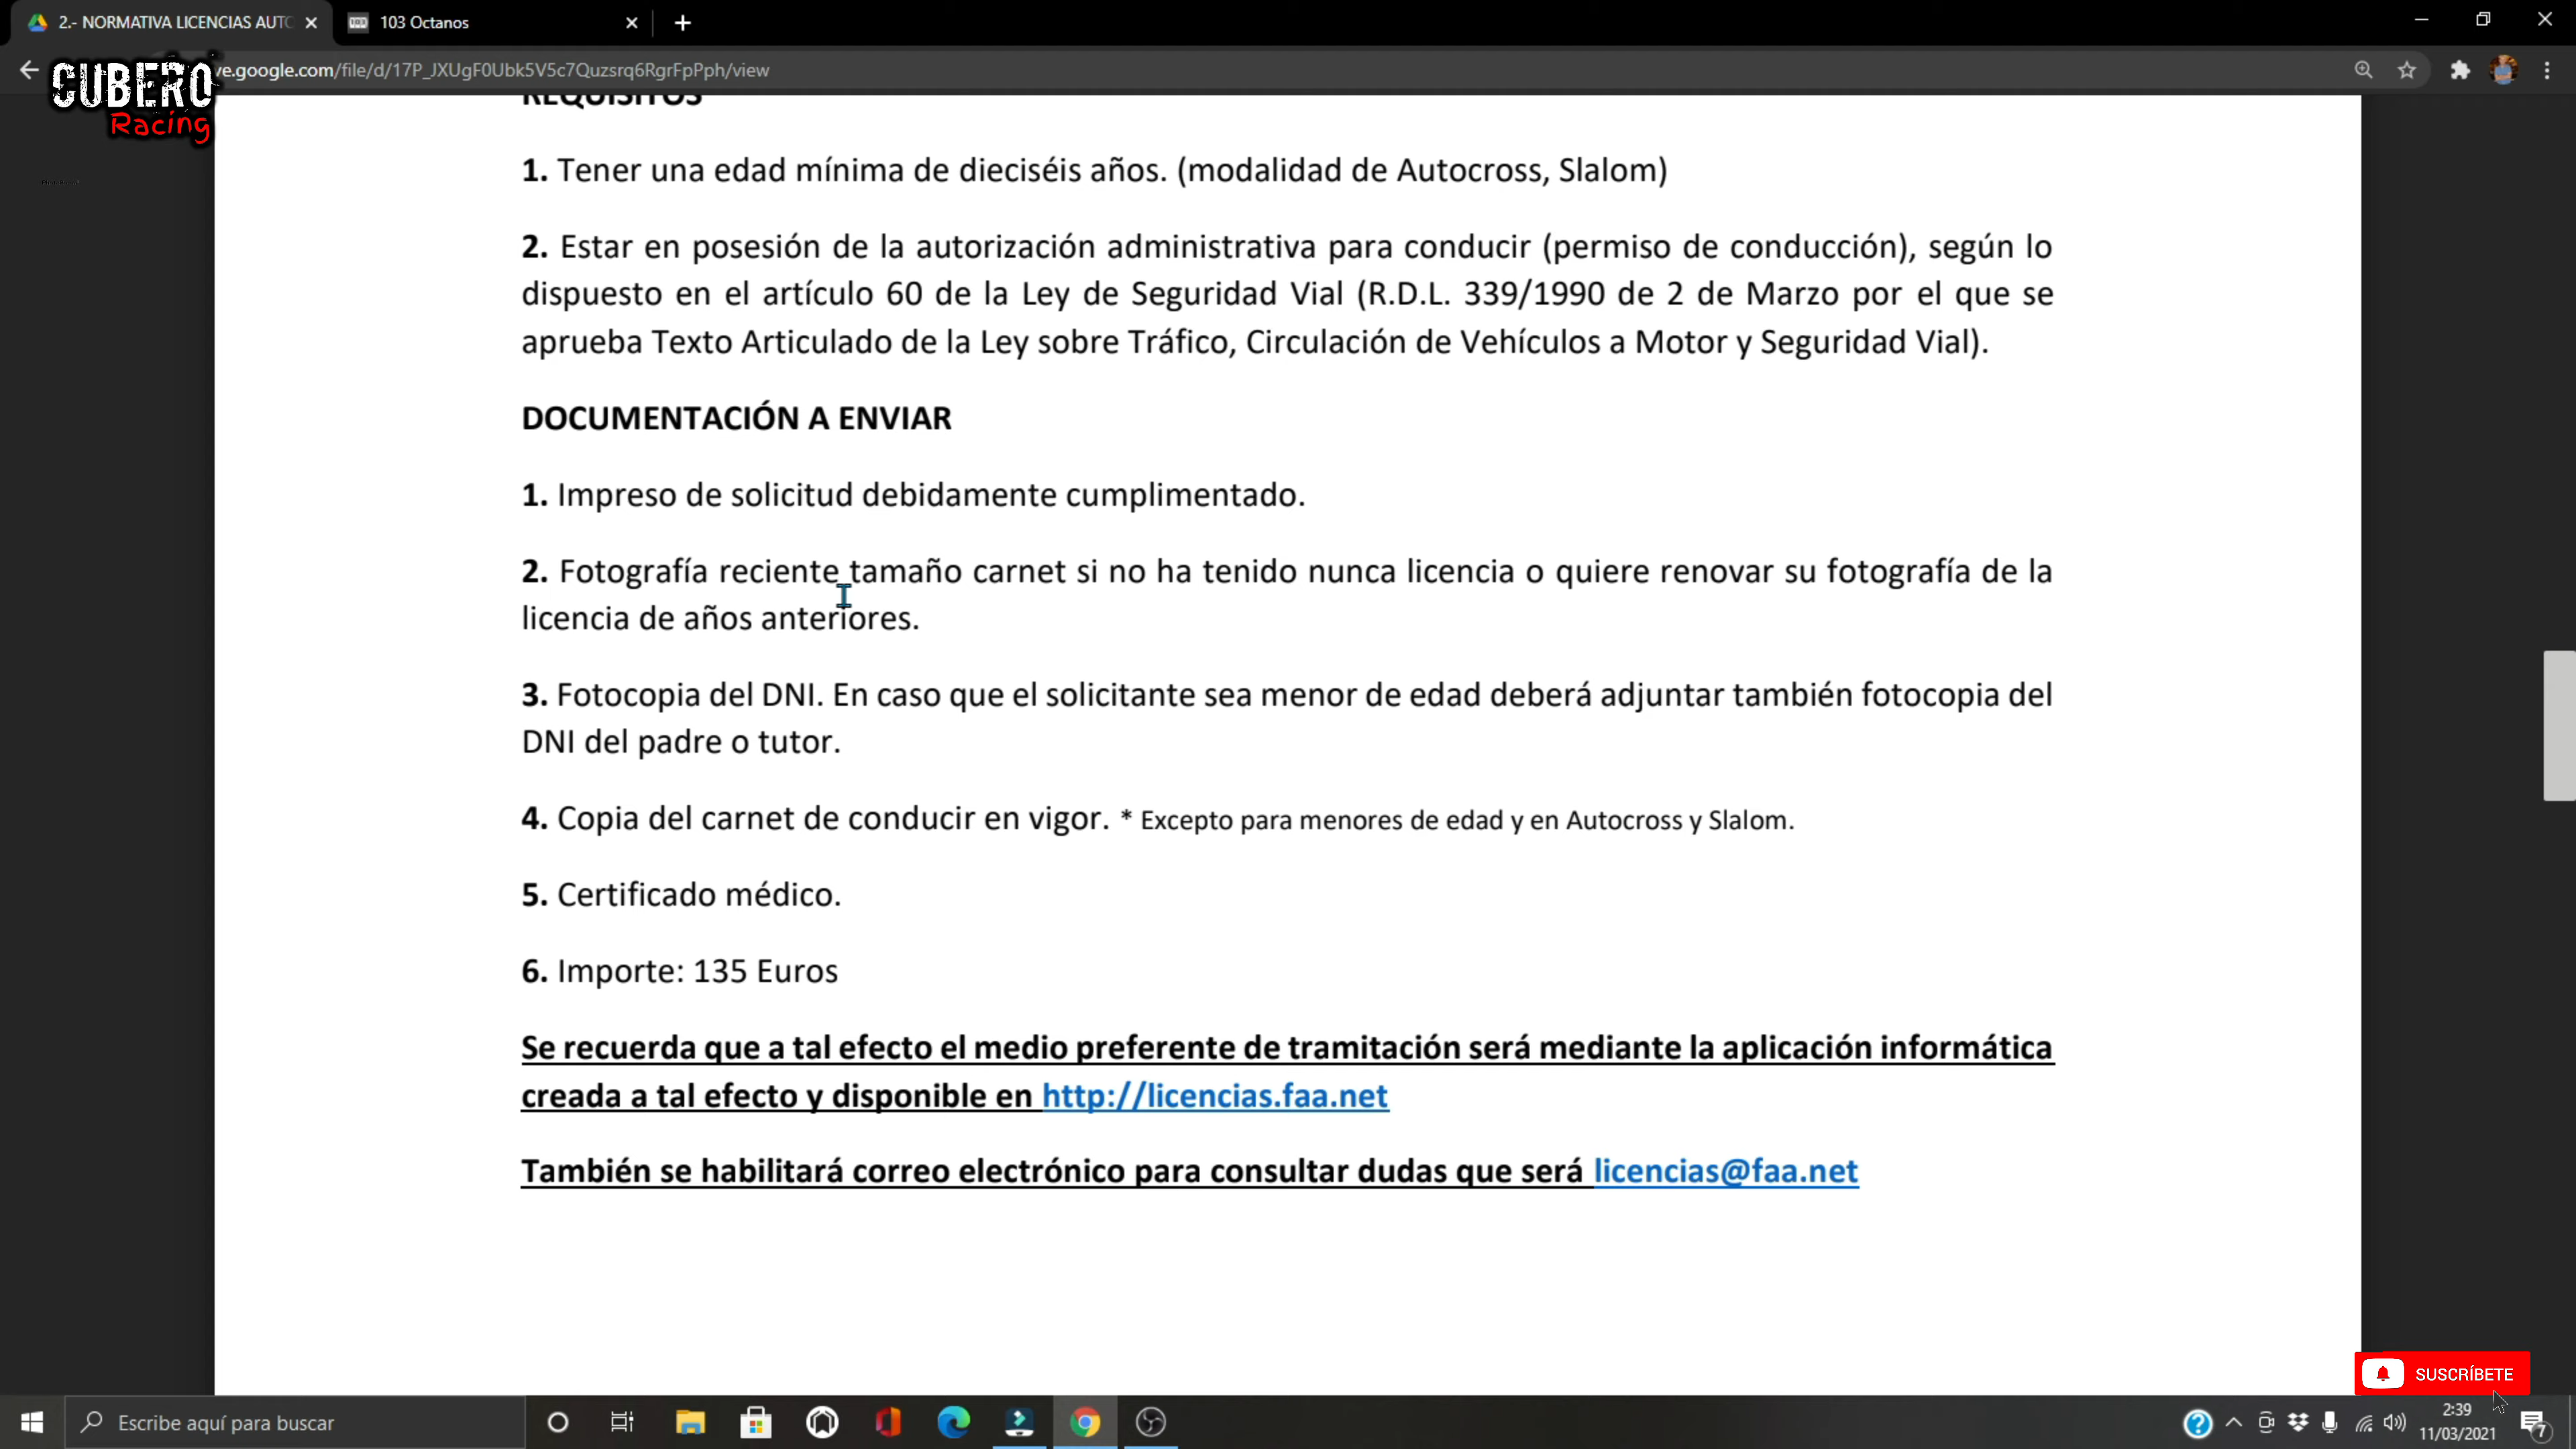 2.- NORMATIVA LICENCIAS AUTO
103 Octanos
CUBERO
Racing
ve.google.com/file/d/17P_JXUgF0Ubk5V5c7Quzsrq6RgrFpPph/view
REQUISITOS
1. Tener una edad mínima de dieciséis años. (modalidad de Autocross, Slalom)
2. Estar en posesión de la autorización administrativa para conducir (permiso de conducción), según lo
dispuesto en el artículo 60 de la Ley de Seguridad Vial (R.D.L. 339/1990 de 2 de Marzo por el que se
aprueba Texto Articulado de la Ley sobre Tráfico, Circulación de Vehículos a Motor y Seguridad Vial).
DOCUMENTACIÓN A ENVIAR
1. Impreso de solicitud debidamente cumplimentado.
2. Fotografía reciente tamaño carnet si no ha tenido nunca licencia o quiere renovar su fotografía de la
licencia de años anteriores.
3. Fotocopia del DNI. En caso que el solicitante sea menor de edad deberá adjuntar también fotocopia del
DNI del padre o tutor.
4. Copia del carnet de conducir en vigor. * Excepto para menores de edad y en Autocross y Slalom.
5. Certificado médico.
6. Importe: 135 Euros
Se recuerda que a tal efecto el medio preferente de tramitación será mediante la aplicación informática
creada a tal efecto y disponible en http://licencias.faa.net
También se habilitará correo electrónico para consultar dudas que será licencias@faa.net
SUSCRÍBETE
Escribe aquí para buscar
2:39
11/03/2021
7